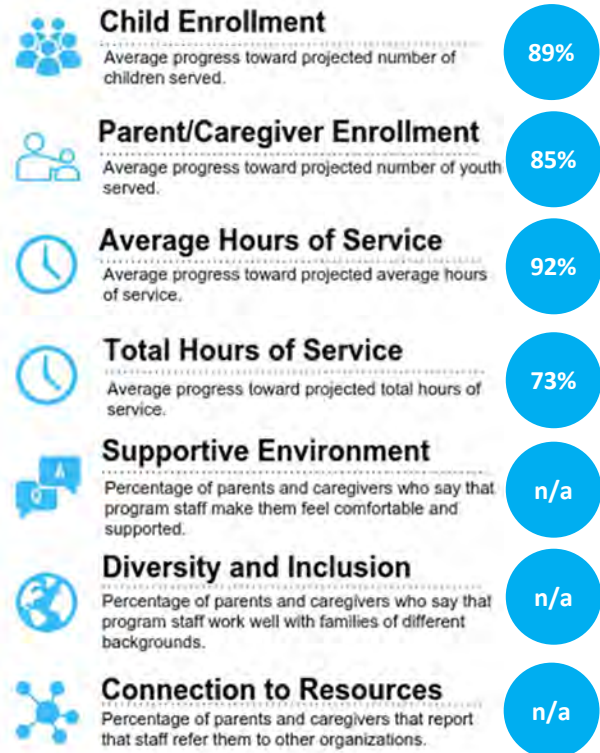 Child Enrollment
Average progress toward projected number of
children served.
89%
Parent/Caregiver Enrollment
Average progress toward projected number of youth
served.
85%
Average Hours of Service
Average progress toward projected average hours
of service.
92%
Total Hours of Service
Average progress toward projected total hours of
service.
73%
A
Q
Supportive Environment
Percentage of parents and caregivers who say that
program staff make them feel comfortable and
supported.
n/a
Diversity and Inclusion
Percentage of parents and caregivers who say that
program staff work well with families of different
backgrounds.
n/a
Connection to Resources
Percentage of parents and caregivers that report
that staff refer them to other organizations.
n/a